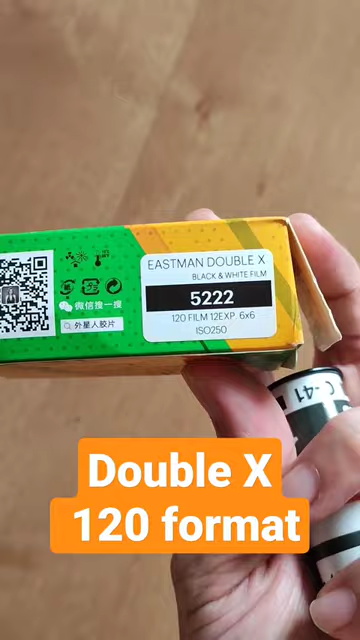 EASTMAN DOUBLE X
BLACK & WHITE FILM
5222
120 FILM 12EXP. 6x6
ISO250
微信搜一搜
外星人胶片
C-41
Double X
120 format